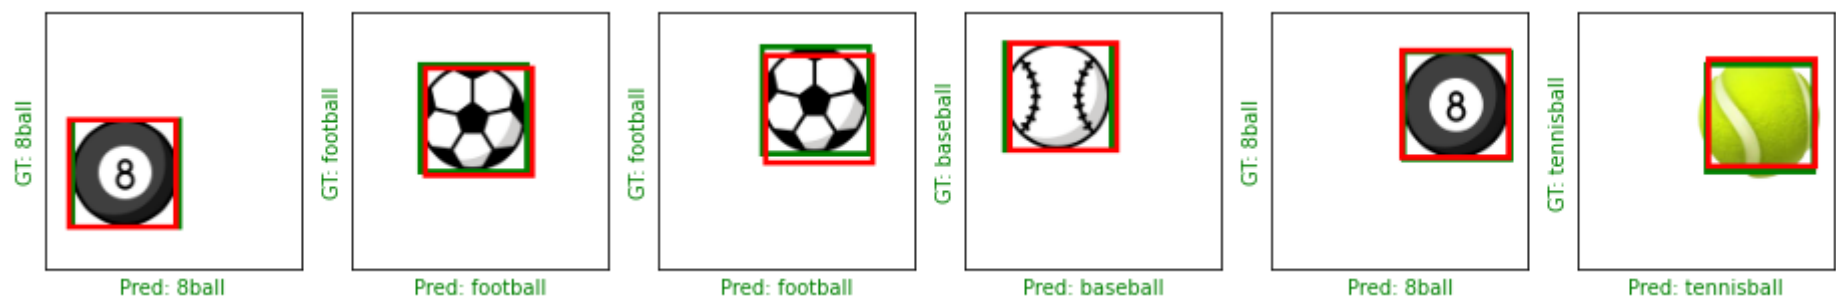 GT: 8ball
8
Pred: 8ball
GT: football
Pred: football
GT: football
Pred: football
GT: baseball
Pred: baseball
GT: 8ball
8
Pred: 8ball
GT: tennisball
Pred: tennisball